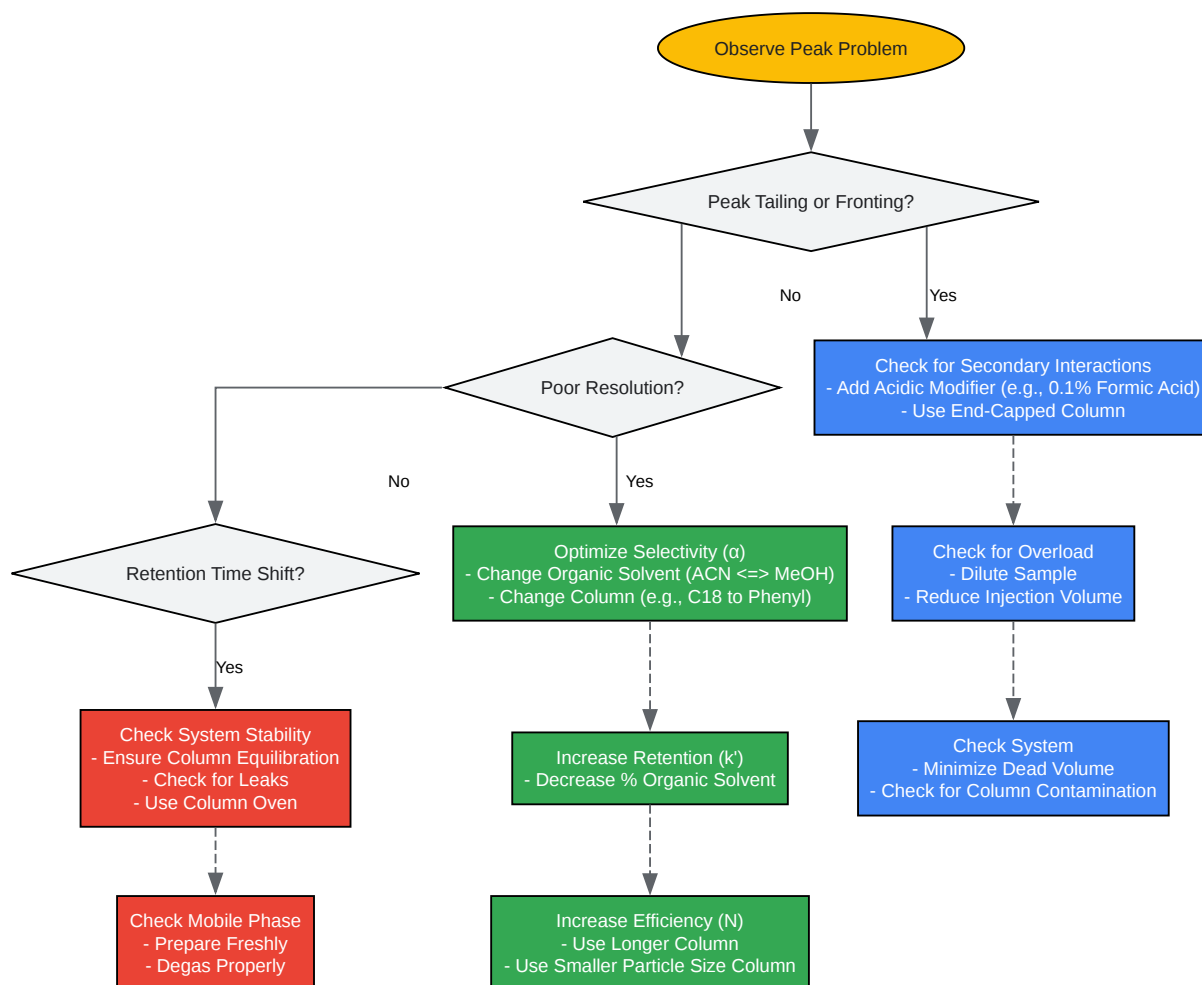 Observe Peak Problem
Peak Tailing or Fronting?
No
Yes
Check for Secondary Interactions
- Add Acidic Modifier (e.g., 0.1% Formic Acid)
- Use End-Capped Column
Poor Resolution?
No
Yes
Optimize Selectivity (α)
- Change Organic Solvent (ACN <=> MeOH)
- Change Column (e.g., C18 to Phenyl)
Check for Overload
- Dilute Sample
- Reduce Injection Volume
Retention Time Shift?
Yes
Check System Stability
- Ensure Column Equilibration
- Check for Leaks
- Use Column Oven
Increase Retention (k')
- Decrease % Organic Solvent
Check System
- Minimize Dead Volume
- Check for Column Contamination
Check Mobile Phase
- Prepare Freshly
- Degas Properly
Increase Efficiency (N)
- Use Longer Column
- Use Smaller Particle Size Column